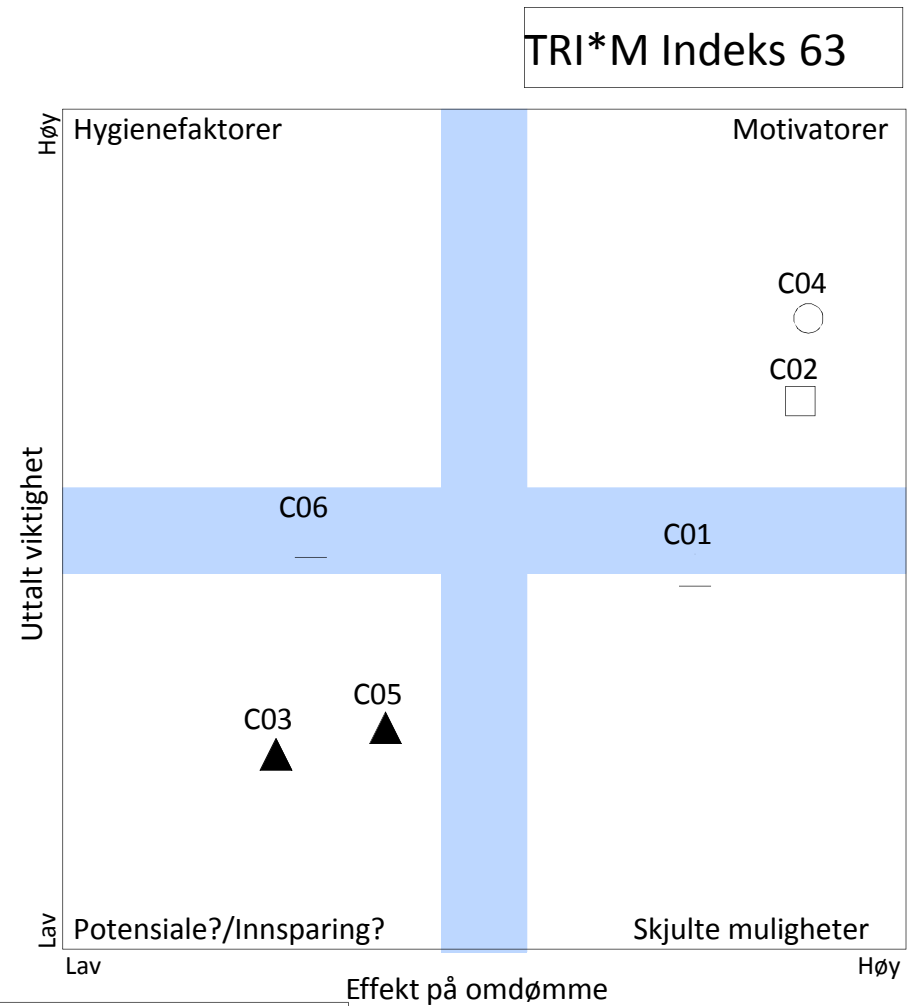 TRI*M Indeks 63
Høy
Hygienefaktorer
Motivatorer
C04
C02
Uttalt viktighet
C06
C01
C05
C03
Lav
Potensiale?/Innsparing?
Skjulte muligheter
Lav
Høy
Effekt på omdømme